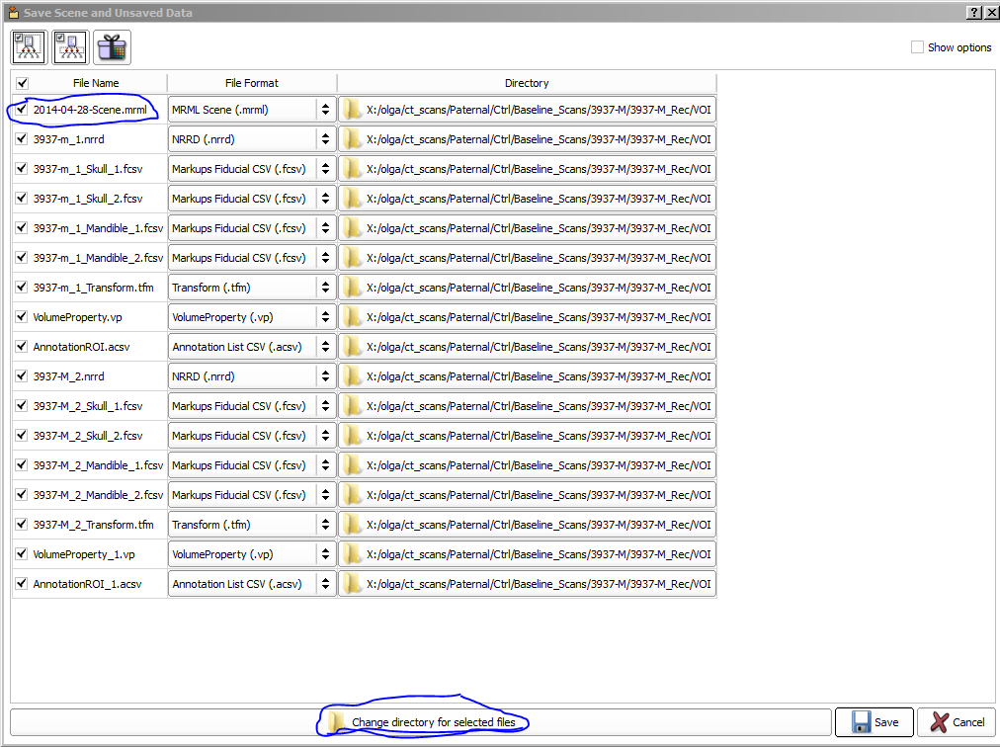 Save Scene and Unsaved Data
Show options
File Name File Format Directory
2014-04-28-Scene.mrml MRML Scene (.mrml) X:/olga/ct_scans/Paternal/Ctrl/Baseline_Scans/3937-M/3937-M_Rec/VOI
3937-m_1.nrrd NRRD (.nrrd) X:/olga/ct_scans/Paternal/Ctrl/Baseline_Scans/3937-M/3937-M_Rec/VOI
3937-m_1_Skull_1.fcsv Markups Fiducial CSV (.fcsv) X:/olga/ct_scans/Paternal/Ctrl/Baseline_Scans/3937-M/3937-M_Rec/VOI
3937-m_1_Skull_2.fcsv Markups Fiducial CSV (.fcsv) X:/olga/ct_scans/Paternal/Ctrl/Baseline_Scans/3937-M/3937-M_Rec/VOI
3937-m_1_Mandible_1.fcsv Markups Fiducial CSV (.fcsv) X:/olga/ct_scans/Paternal/Ctrl/Baseline_Scans/3937-M/3937-M_Rec/VOI
3937-m_1_Mandible_2.fcsv Markups Fiducial CSV (.fcsv) X:/olga/ct_scans/Paternal/Ctrl/Baseline_Scans/3937-M/3937-M_Rec/VOI
3937-m_1_Transform.tfm Transform (.tfm) X:/olga/ct_scans/Paternal/Ctrl/Baseline_Scans/3937-M/3937-M_Rec/VOI
VolumeProperty.vp VolumeProperty (.vp) X:/olga/ct_scans/Paternal/Ctrl/Baseline_Scans/3937-M/3937-M_Rec/VOI
AnnotationROI.acsv Annotation List CSV (.acsv) X:/olga/ct_scans/Paternal/Ctrl/Baseline_Scans/3937-M/3937-M_Rec/VOI
3937-M_2.nrrd NRRD (.nrrd) X:/olga/ct_scans/Paternal/Ctrl/Baseline_Scans/3937-M/3937-M_Rec/VOI
3937-M_2_Skull_1.fcsv Markups Fiducial CSV (.fcsv) X:/olga/ct_scans/Paternal/Ctrl/Baseline_Scans/3937-M/3937-M_Rec/VOI
3937-M_2_Skull_2.fcsv Markups Fiducial CSV (.fcsv) X:/olga/ct_scans/Paternal/Ctrl/Baseline_Scans/3937-M/3937-M_Rec/VOI
3937-M_2_Mandible_1.fcsv Markups Fiducial CSV (.fcsv) X:/olga/ct_scans/Paternal/Ctrl/Baseline_Scans/3937-M/3937-M_Rec/VOI
3937-M_2_Mandible_2.fcsv Markups Fiducial CSV (.fcsv) X:/olga/ct_scans/Paternal/Ctrl/Baseline_Scans/3937-M/3937-M_Rec/VOI
3937-M_2_Transform.tfm Transform (.tfm) X:/olga/ct_scans/Paternal/Ctrl/Baseline_Scans/3937-M/3937-M_Rec/VOI
VolumeProperty_1.vp VolumeProperty (.vp) X:/olga/ct_scans/Paternal/Ctrl/Baseline_Scans/3937-M/3937-M_Rec/VOI
AnnotationROI_1.acsv Annotation List CSV (.acsv) X:/olga/ct_scans/Paternal/Ctrl/Baseline_Scans/3937-M/3937-M_Rec/VOI
Change directory for selected files Save Cancel